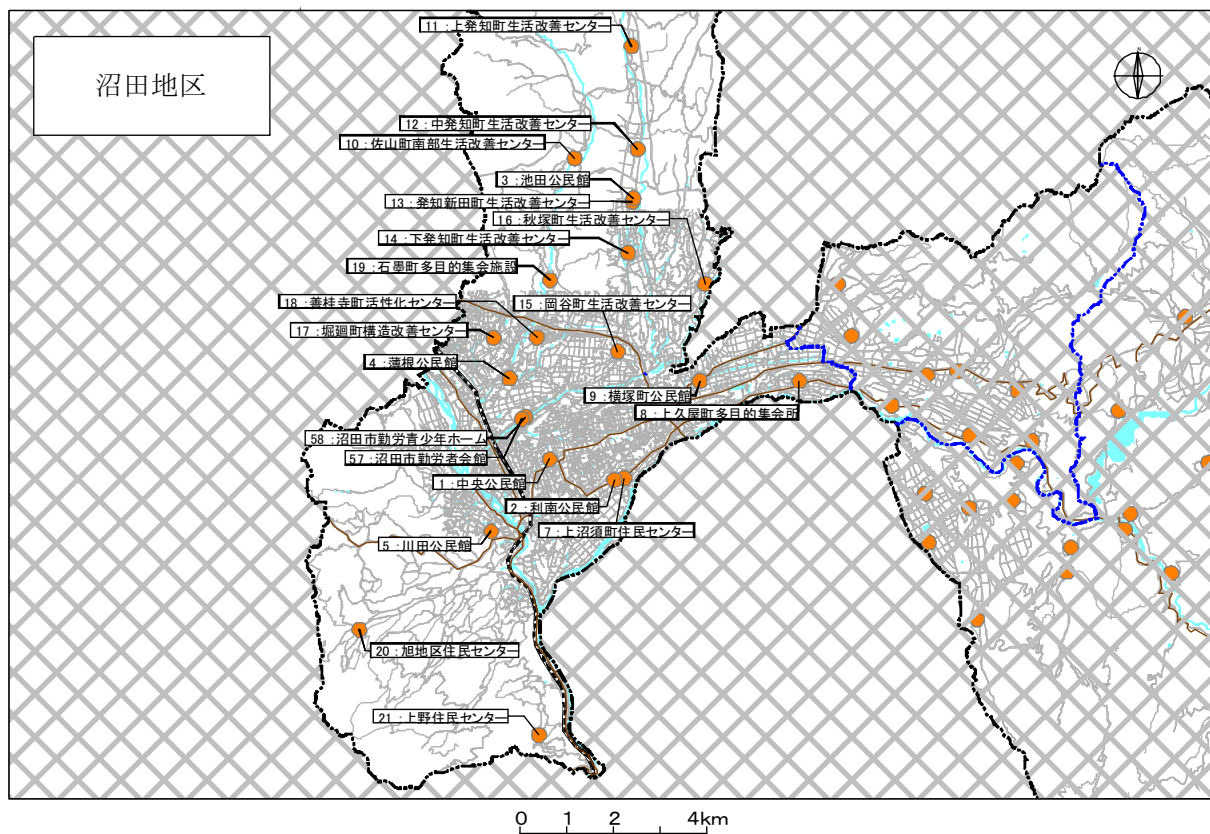 沼田地区
11：上発知町生活改善センター
12：中発知町生活改善センター
10：佐山町南部生活改善センター
3：池田公民館
13：発知新田町生活改善センター
16：秋塚町生活改善センター
14：下発知町生活改善センター
19：石墨町多目的集会施設
18：善桂寺町活性化センター
15：岡谷町生活改善センター
17：堀廻町構造改善センター
4：薄根公民館
9：横塚町公民館
8：上久屋町多目的集会所
58：沼田市勤労青少年ホーム
57：沼田市勤労者会館
1：中央公民館
2：利南公民館
7：上沼須町住民センター
5：川田公民館
20：旭地区住民センター
21：上野住民センター
0 1 2 4km